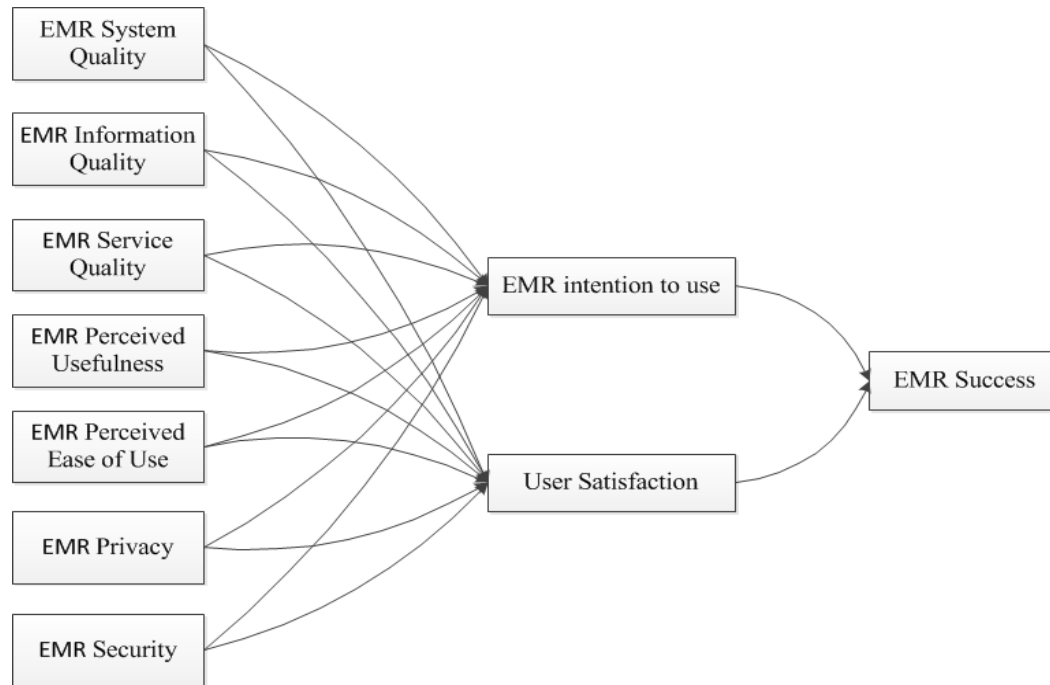 EMR System
Quality
EMR Information
Quality
EMR Service
Quality
EMR Perceived
Usefulness
EMR Perceived
Ease of Use
EMR Privacy
EMR Security
EMR intention to use
User Satisfaction
EMR Success